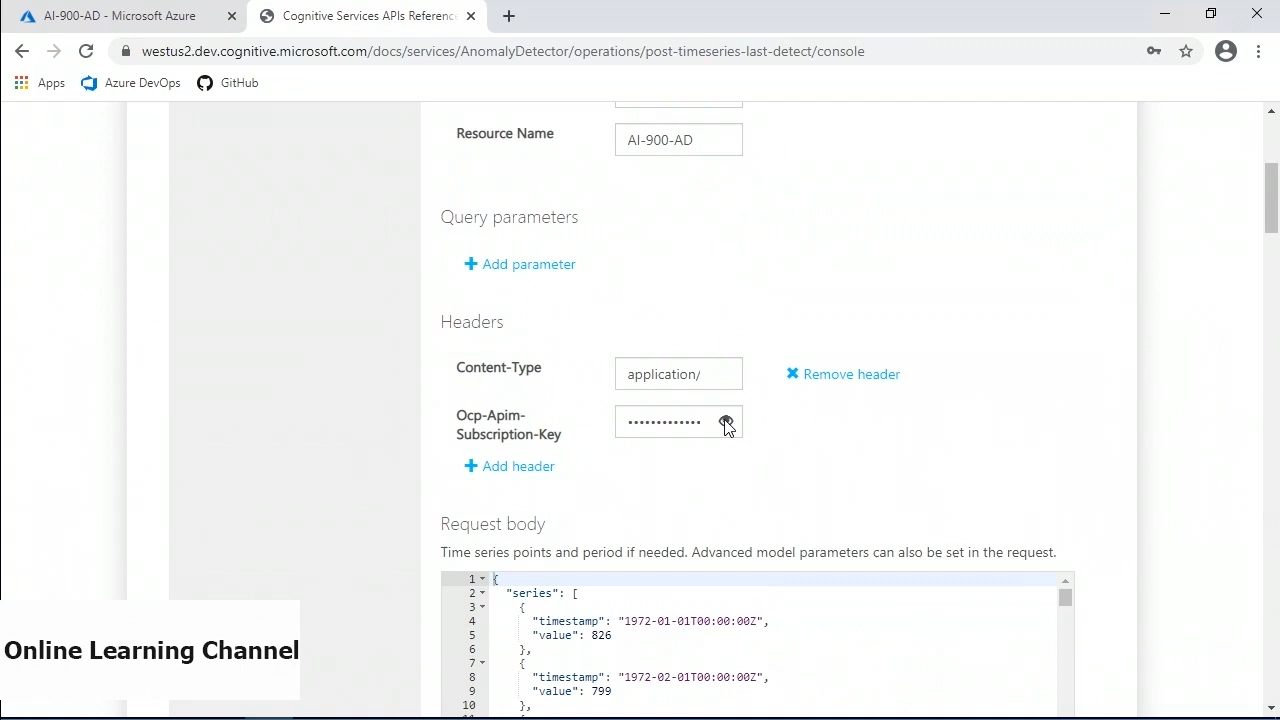 AI-900-AD - Microsoft Azure
Cognitive Services APIs Reference
westus2.dev.cognitive.microsoft.com/docs/services/AnomalyDetector/operations/post-timeseries-last-detect/console
Apps Azure DevOps GitHub
Resource Name AI-900-AD
Query parameters
Add parameter
Headers
Content-Type application/ Remove header
Ocp-Apim-
Subscription-Key
Add header
Request body
Time series points and period if needed. Advanced model parameters can also be set in the request.
1 {
2 "series": [
3 {
4 "timestamp": "1972-01-01T00:00:00Z",
5 "value": 826
6 },
7 {
8 "timestamp": "1972-02-01T00:00:00Z",
9 "value": 799
10 },
Online Learning Channel